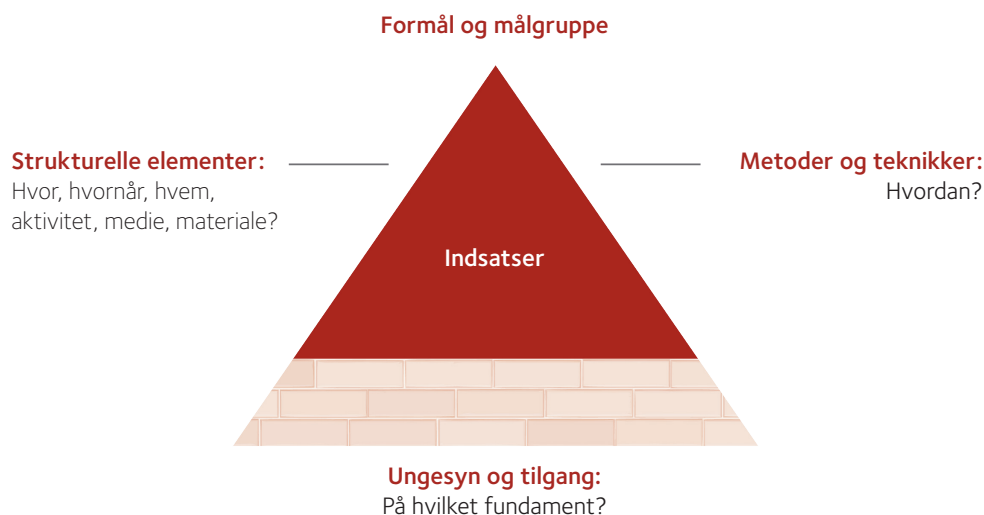 Formål og målgruppe
Strukturelle elementer:
Hvor, hvornår, hvem,
aktivitet, medie, materiale?
Metoder og teknikker:
Hvordan?
Indsatser
Ungesyn og tilgang:
På hvilket fundament?